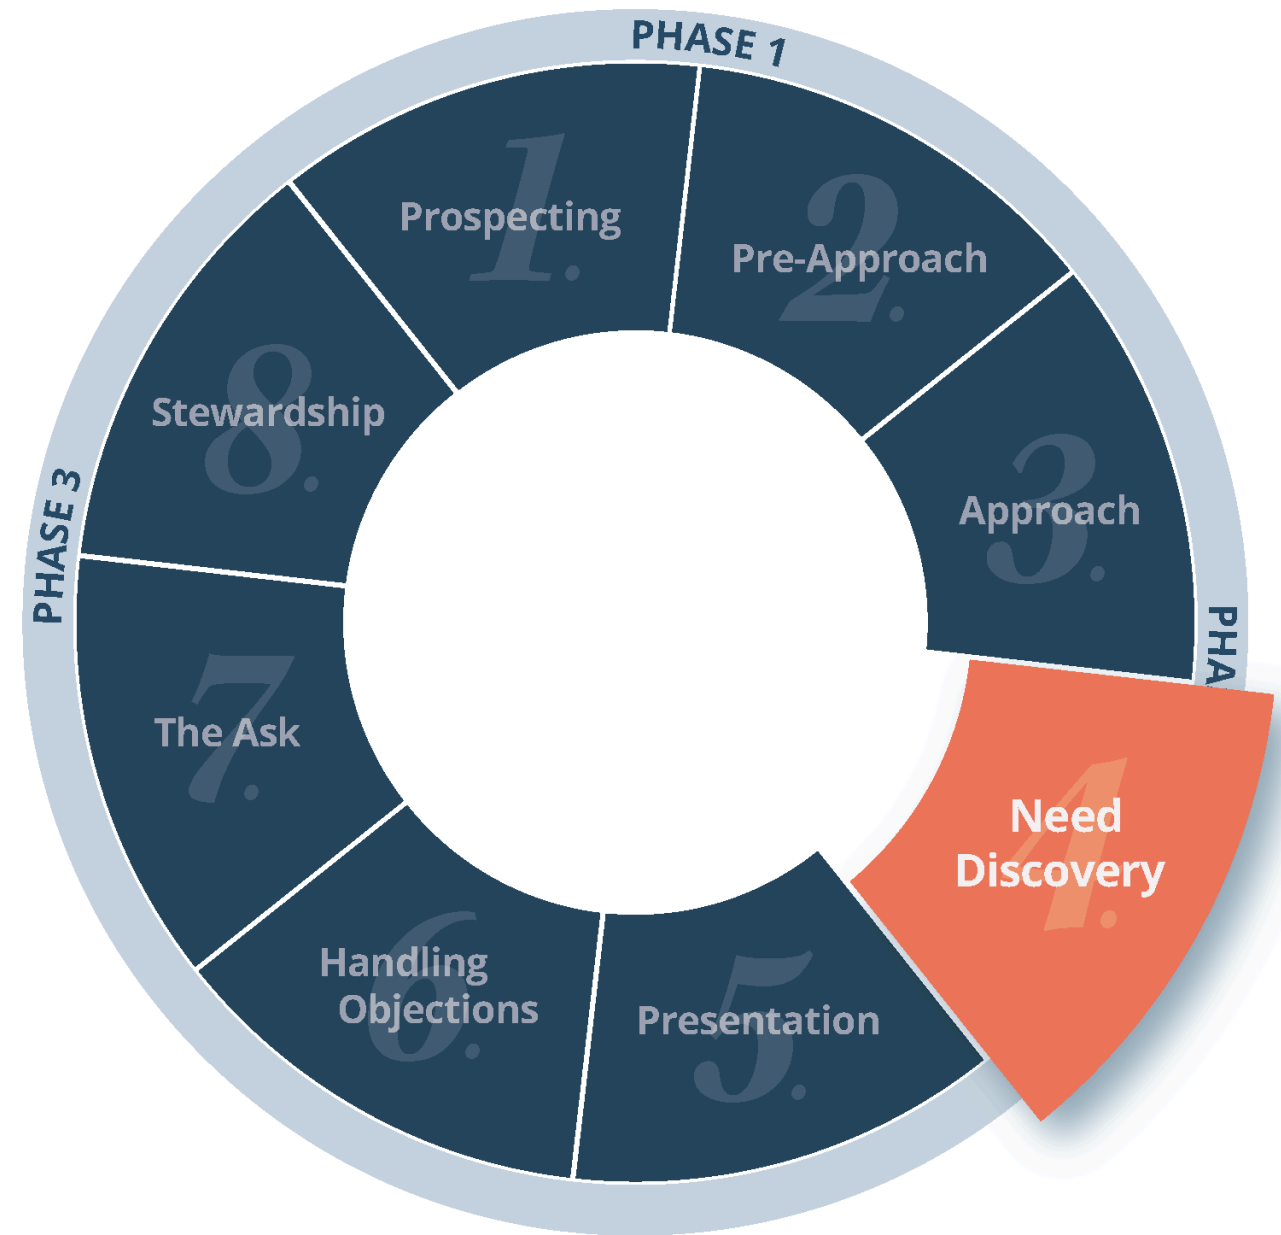 PHASE 1
1.
Prospecting
2.
Pre-Approach
3.
Approach
PHA
4.
Need
Discovery
5.
Presentation
6.
Handling
Objections
7.
The Ask
8.
Stewardship
PHASE 3